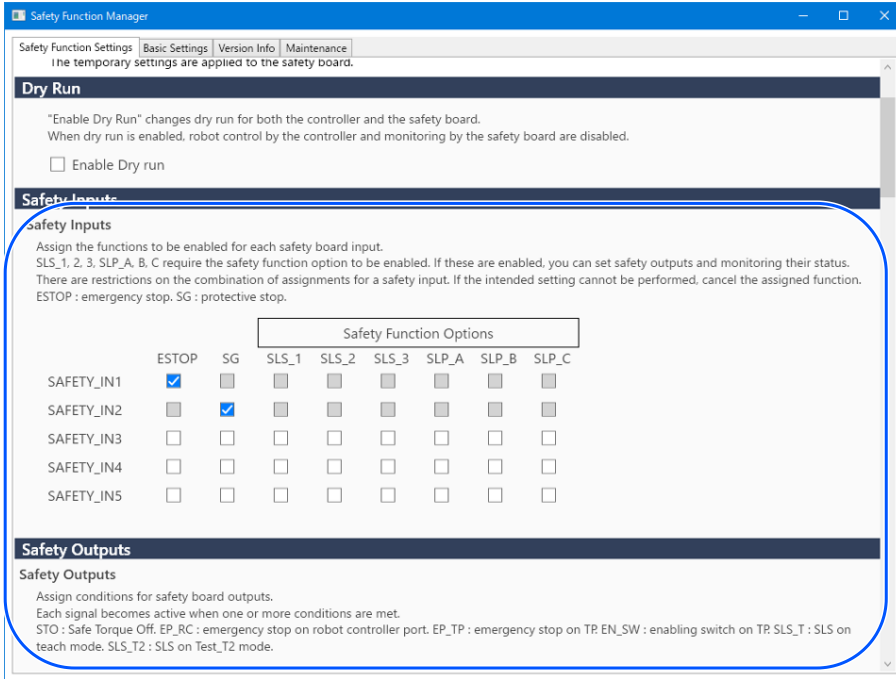 Safety Function Manager
Safety Function Settings Basic Settings Version Info Maintenance
The temporary settings are applied to the safety board.
Dry Run
"Enable Dry Run" changes dry run for both the controller and the safety board.
When dry run is enabled, robot control by the controller and monitoring by the safety board are disabled.
Enable Dry run
Safety Inputs
Safety Inputs
Assign the functions to be enabled for each safety board input.
SLS_1, 2, 3, SLP_A, B, C require the safety function option to be enabled. If these are enabled, you can set safety outputs and monitoring their status.
There are restrictions on the combination of assignments for a safety input. If the intended setting cannot be performed, cancel the assigned function.
ESTOP : emergency stop. SG : protective stop.
Safety Function Options
ESTOP SG SLS_1 SLS_2 SLS_3 SLP_A SLP_B SLP_C
SAFETY_IN1
SAFETY_IN2
SAFETY_IN3
SAFETY_IN4
SAFETY_IN5
Safety Outputs
Safety Outputs
Assign conditions for safety board outputs.
Each signal becomes active when one or more conditions are met.
STO : Safe Torque Off. EP_RC : emergency stop on robot controller port. EP_TP : emergency stop on TP. EN_SW : enabling switch on TP. SLS_T : SLS on
teach mode. SLS_T2 : SLS on Test_T2 mode.